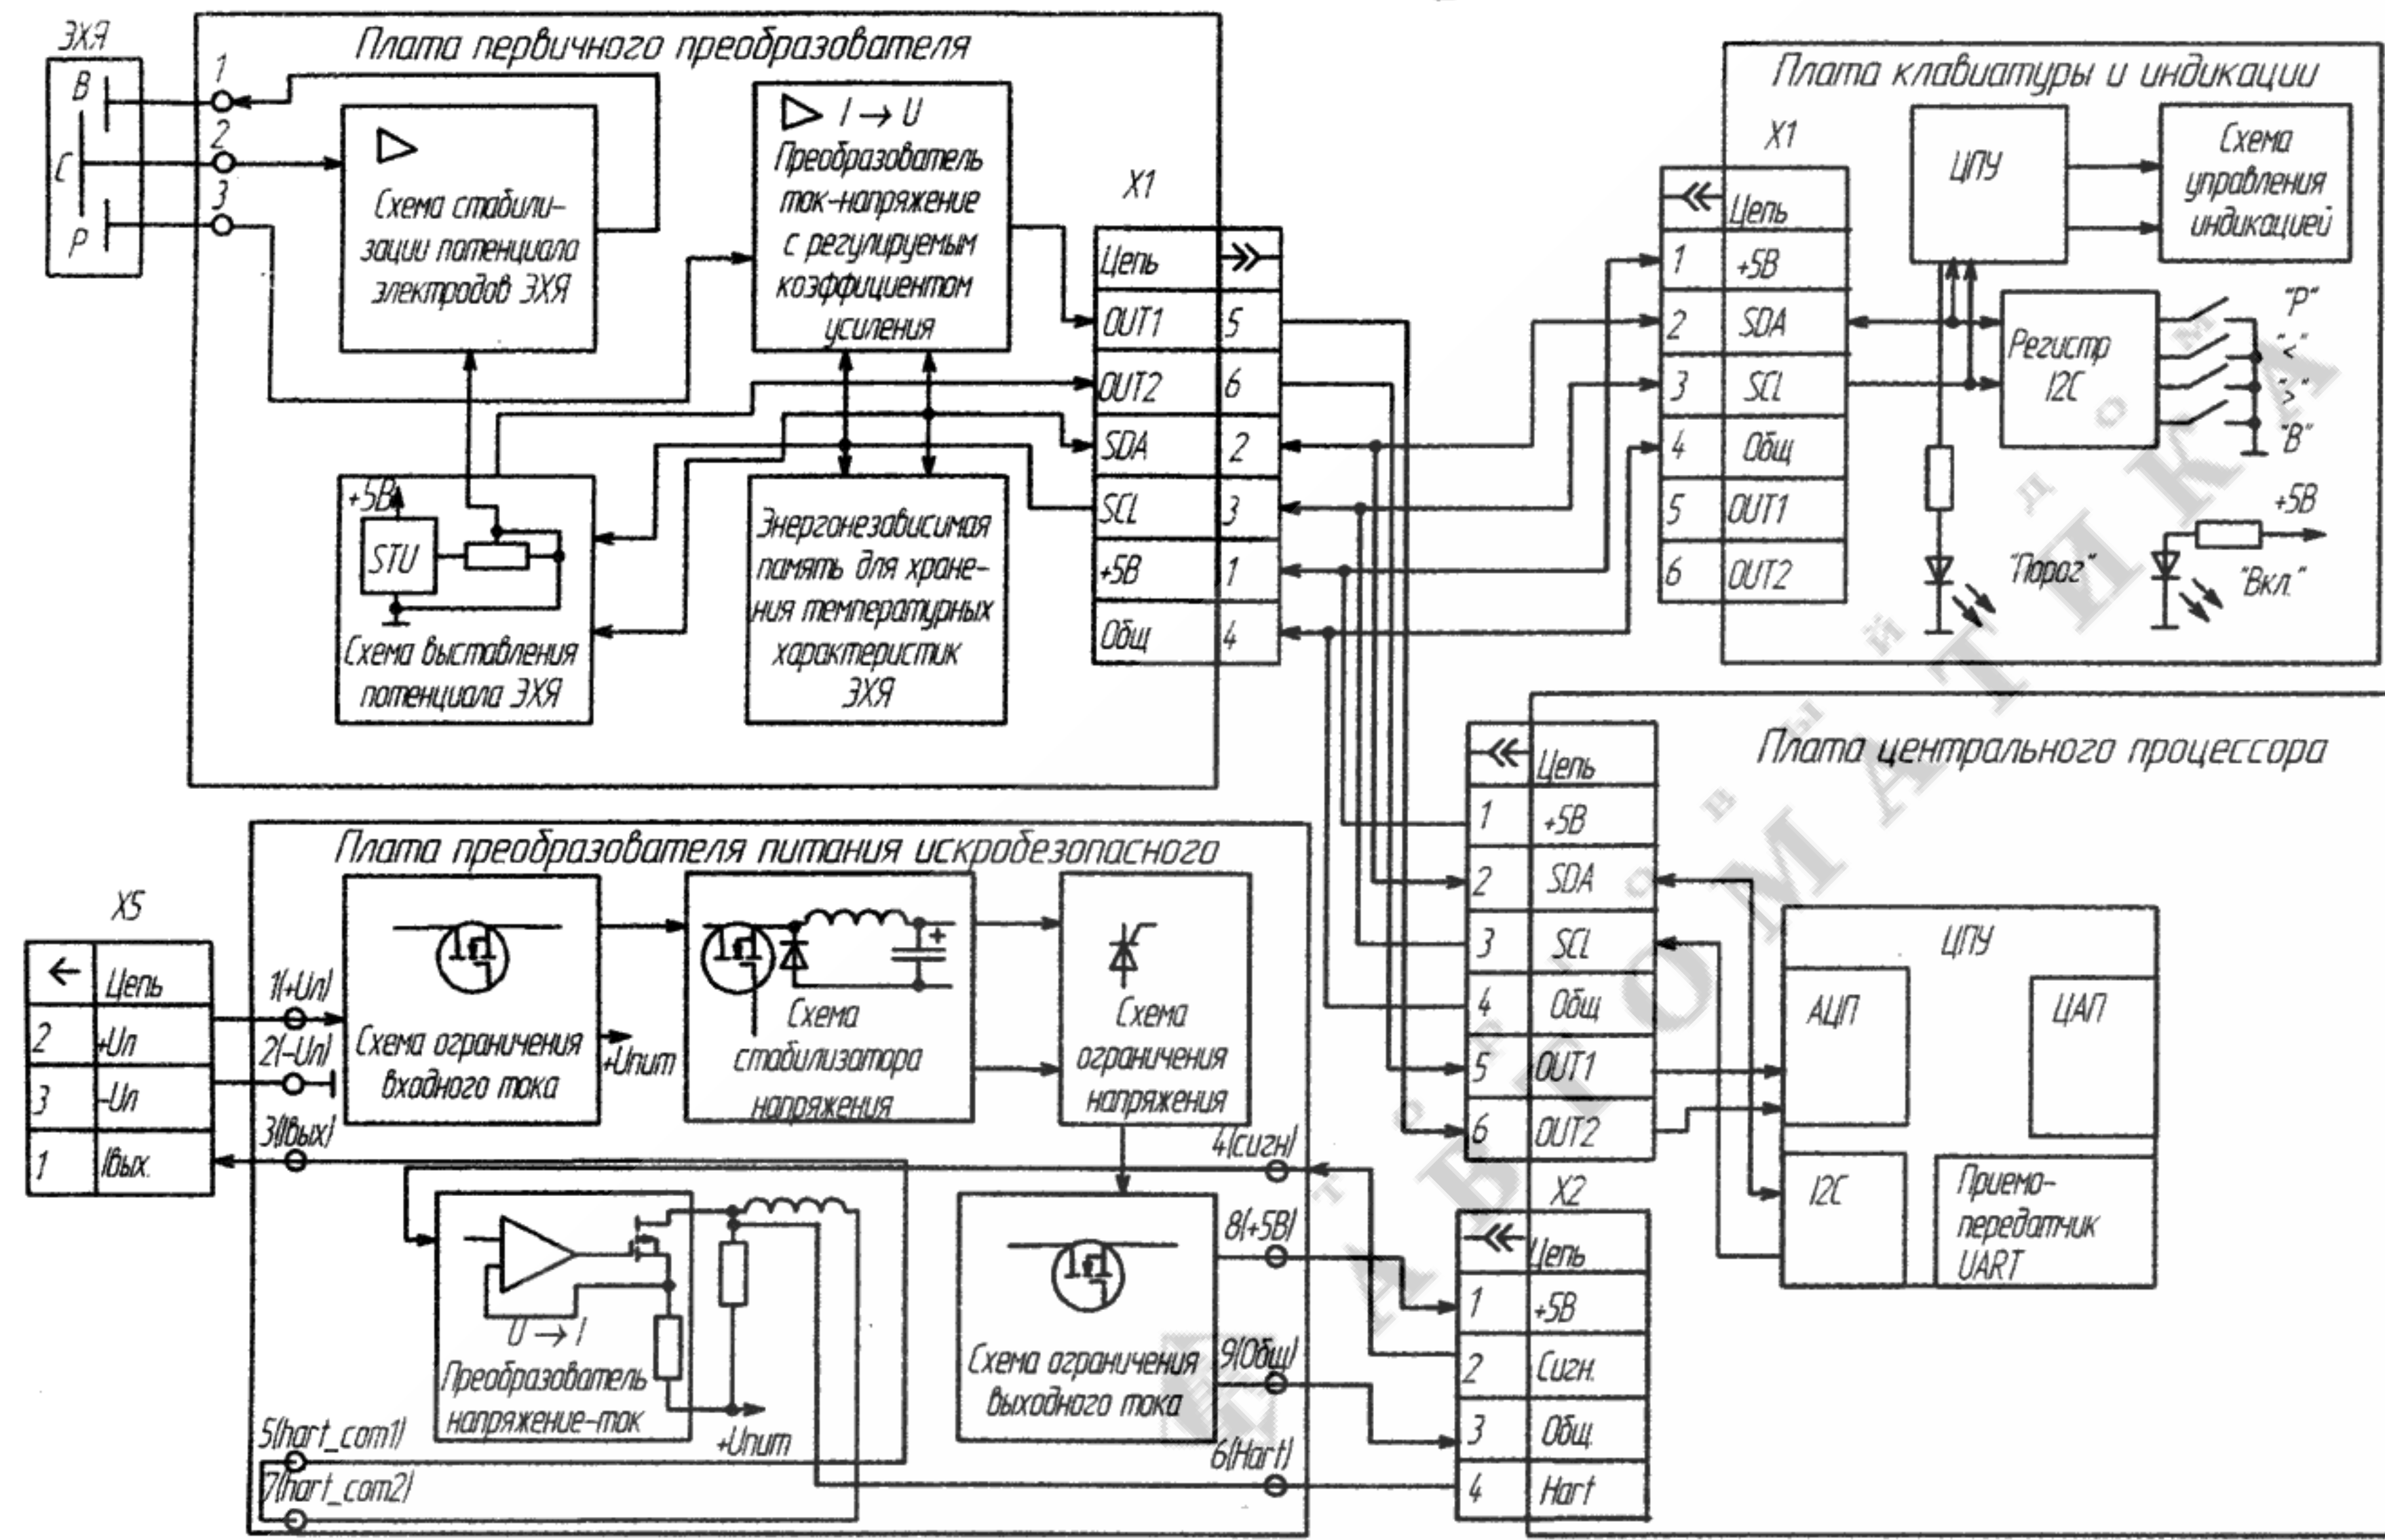 ЭХЯ
В
С
Р
Плата первичного преобразователя
1
2
3
Схема стабили-
зации потенциала
электродов ЭХЯ
I → U
Преобразователь
ток-напряжение
с регулируемым
коэффициентом
усиления
+5В
STU
Схема выставления
потенциала ЭХЯ
Энергонезависимая
память для хране-
ния температурных
характеристик
ЭХЯ
X1
Цепь
OUT1 5
OUT2 6
SDA 2
SCL 3
+5В 1
Общ 4
Плата клавиатуры и индикации
X1
Цепь
1 +5В
2 SDA
3 SCL
4 Общ
5 OUT1
6 OUT2
ЦПУ
Схема
управления
индикацией
Регистр
I2C
"Р"
"<"
">"
"В"
"Порог"
+5В
"Вкл."
Плата преобразователя питания искробезопасного
X5
Цепь
2 +Uл
3 -Uл
1 Iвых.
1(+Uл)
2(-Uл)
3(Iвых)
Схема ограничения
входного тока
+Uпит
Схема
стабилизатора
напряжения
Схема
ограничения
напряжения
4(сигн)
8(+5В)
9(Общ)
6(Hart)
U → I
Преобразователь
напряжение-ток
+Uпит
Схема ограничения
выходного тока
5(hart_com1)
7(hart_com2)
Плата центрального процессора
Цепь
1 +5В
2 SDA
3 SCL
4 Общ
5 OUT1
6 OUT2
X2
Цепь
1 +5В
2 Сигн.
3 Общ.
4 Hart
ЦПУ
АЦП
ЦАП
I2C
Приемо-
передатчик
UART
АВТОМАТИКА
ТОРГОВЫЙ ДОМ